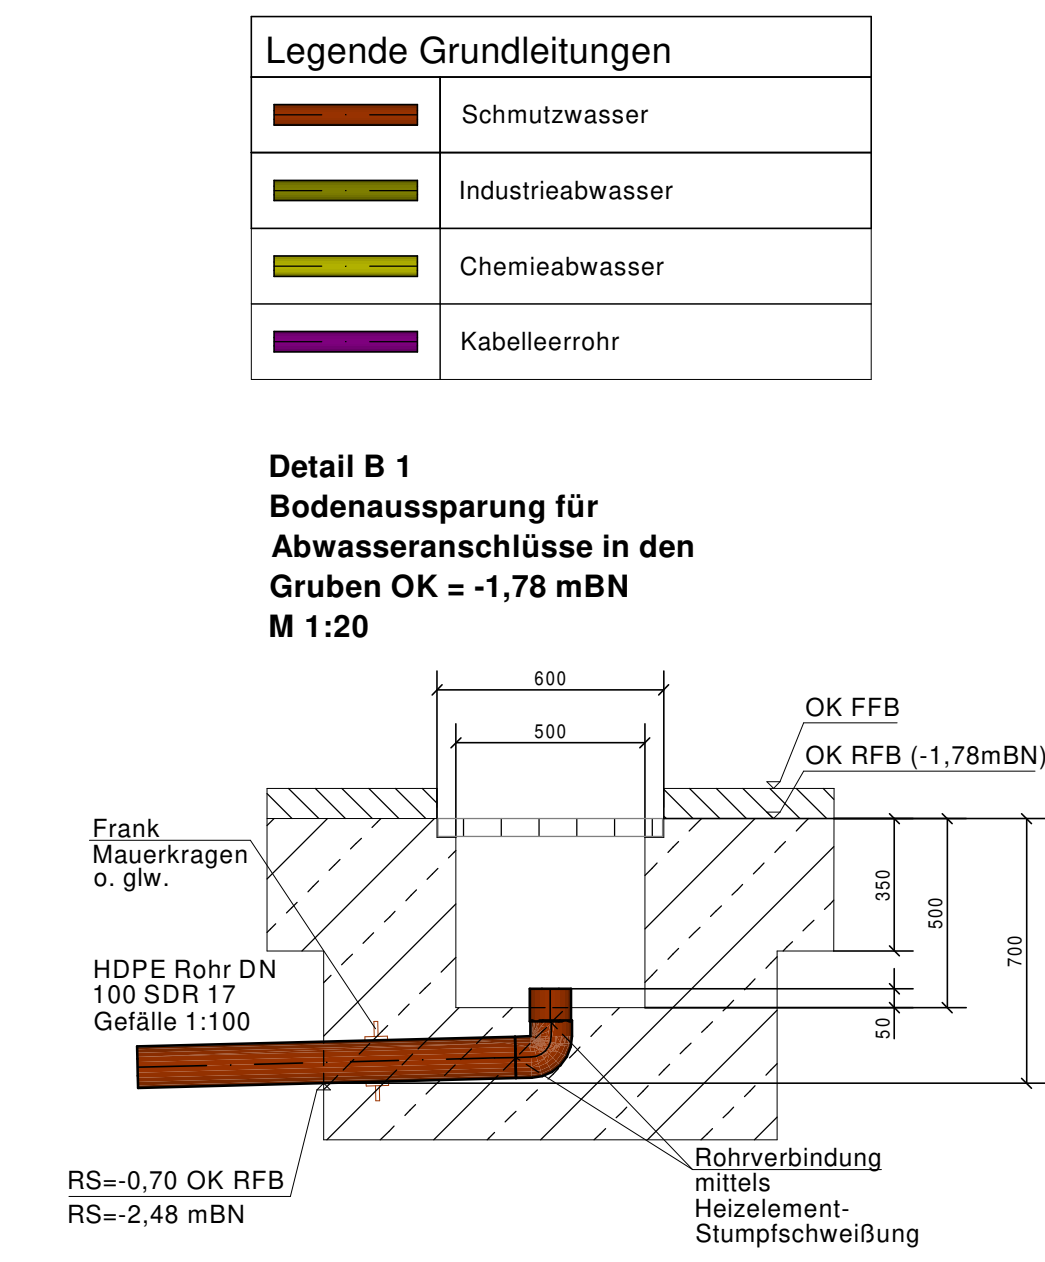 Legende Grundleitungen
Schmutzwasser
Industrieabwasser
Chemieabwasser
Kabelleerrohr
Detail B 1
Bodenaussparung für
Abwasseranschlüsse in den
Gruben OK = -1,78 mBN
M 1:20
600
500
OK FFB
OK RFB (-1,78mBN)
Frank
Mauerkragen
o. glw.
350
500
700
50
HDPE Rohr DN
100 SDR 17
Gefälle 1:100
RS=-0,70 OK RFB
RS=-2,48 mBN
Rohrverbindung
mittels
Heizelement-
Stumpfschweißung